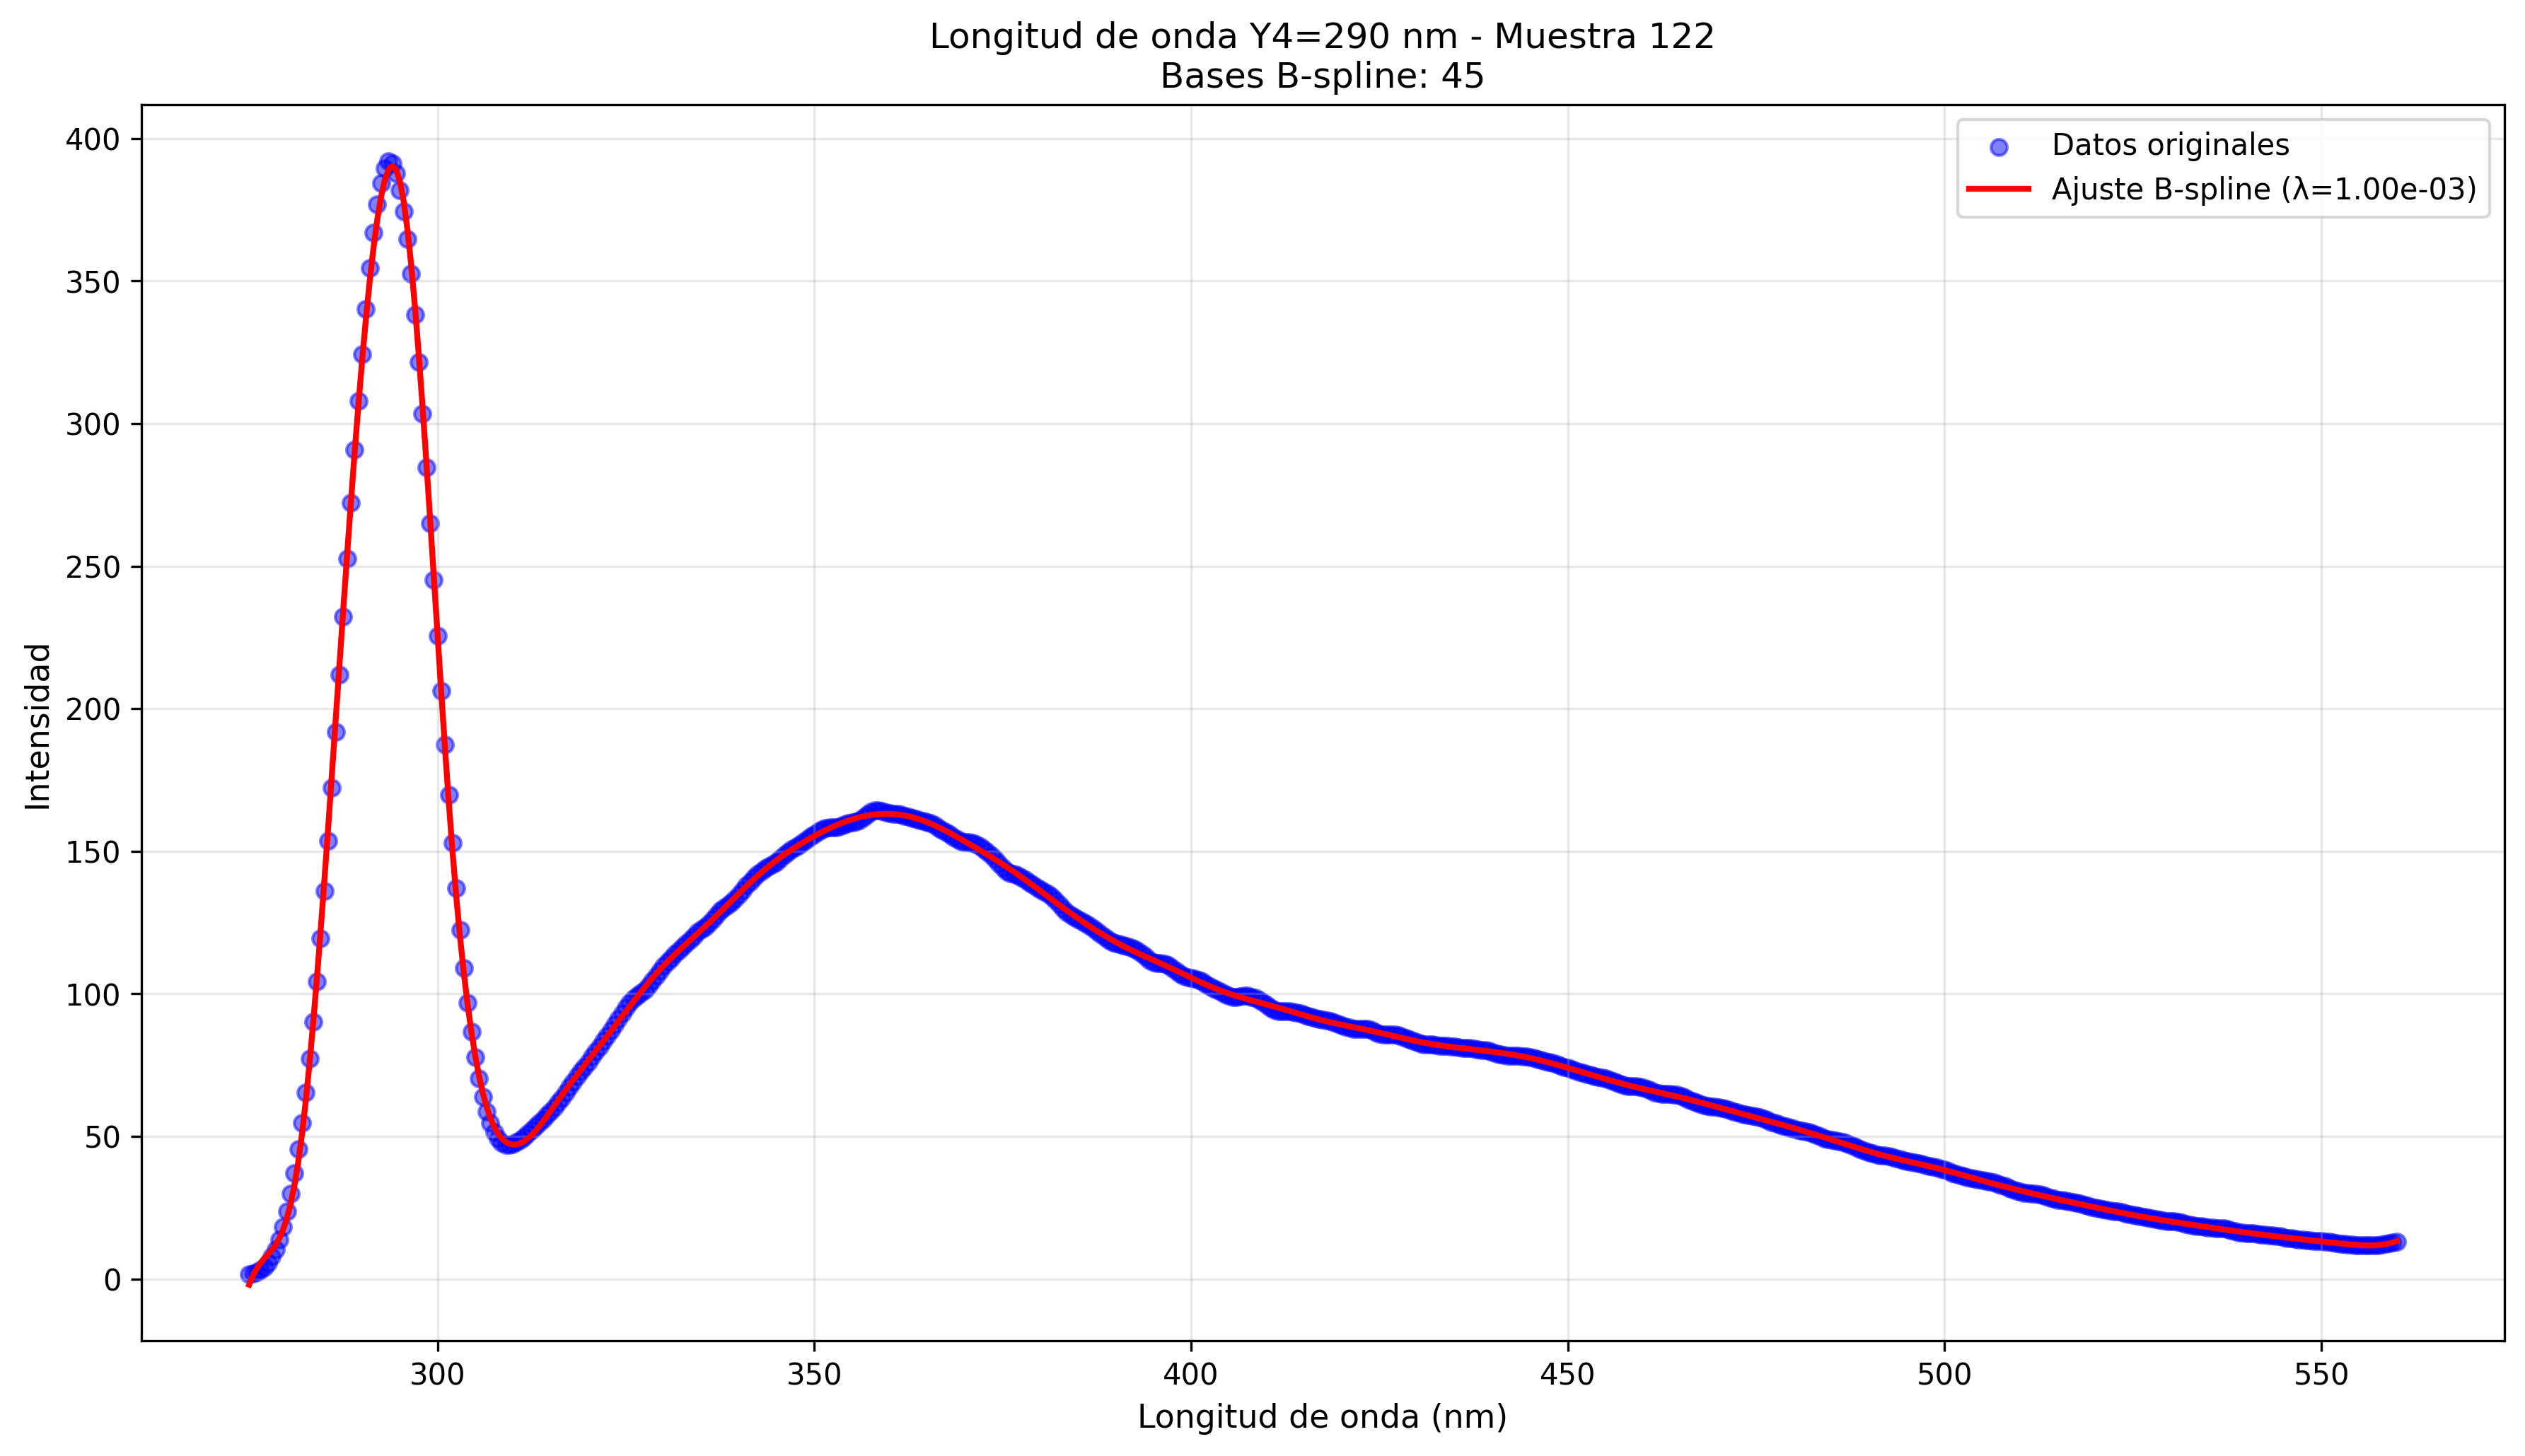 Longitud de onda Y4=290 nm - Muestra 122
Bases B-spline: 45
Datos originales
Ajuste B-spline (λ=1.00e-03)
Intensidad
400
350
300
250
200
150
100
50
0
300 350 400 450 500 550
Longitud de onda (nm)